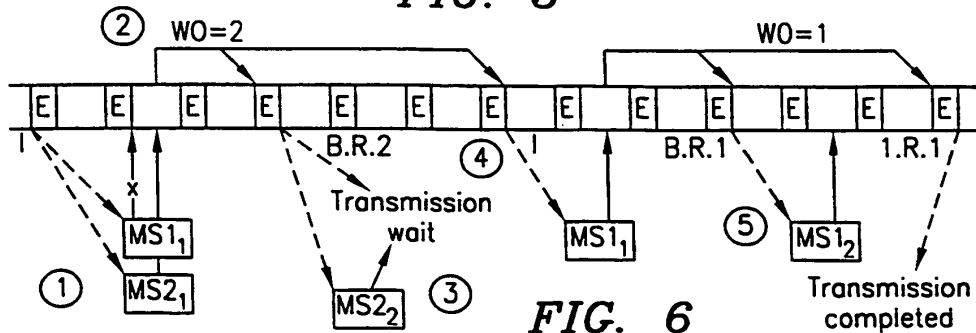 ② WO=2 WO=1
E E E E E E E E E E E E E
I B.R.2 ④ I B.R.1 1.R.1
x
Transmission
wait
MS1₁ MS1₁ ⑤ MS1₂
① MS2₁ MS2₂ ③
Transmission
completed
FIG. 6